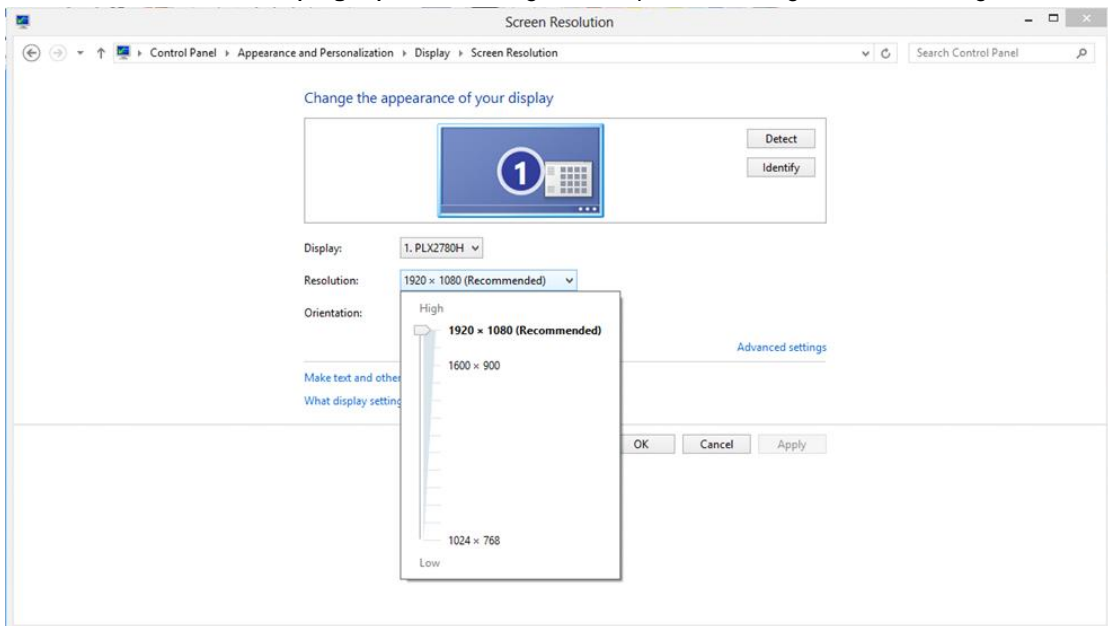 Screen Resolution
Control Panel Appearance and Personalization Display Screen Resolution
Search Control Panel
Change the appearance of your display
1
Detect
Identify
Display: 1. PLX2780H
Resolution: 1920 × 1080 (Recommended)
Orientation:
High
1920 × 1080 (Recommended)
1600 × 900
1024 × 768
Low
Advanced settings
Make text and other
What display setting
OK Cancel Apply